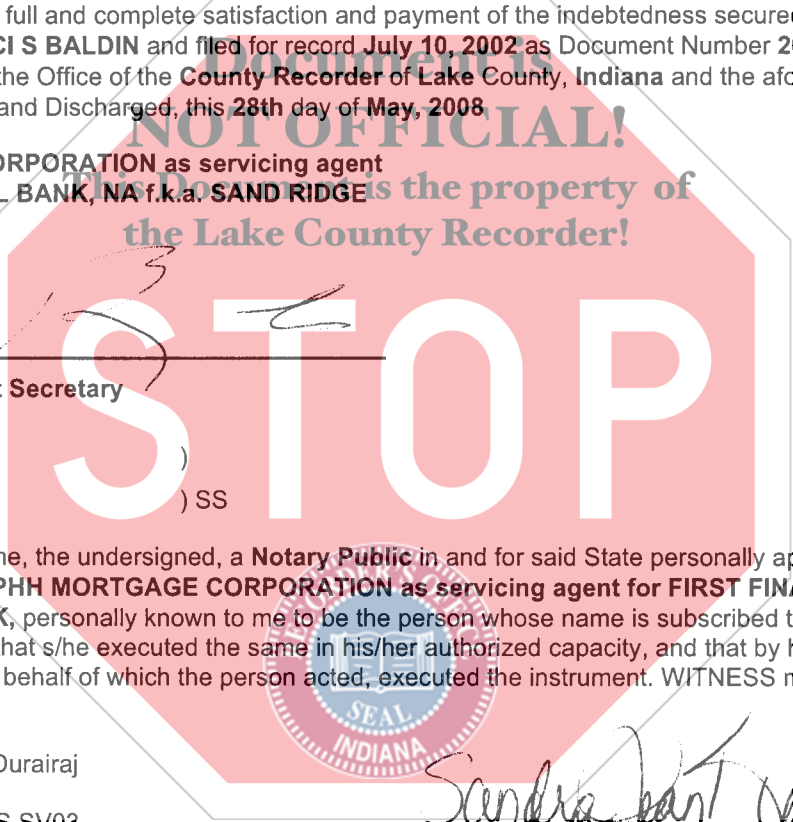 full and complete satisfaction and payment of the indebtedness secured
CI S BALDIN and filed for record July 10, 2002 as Document Number 2
Document is
the Office of the County Recorder of Lake County, Indiana and the afo
and Discharged, this 28th day of May, 2008
NOT OFFICIAL!
ORPORATION as servicing agent
This Document is the property of
L BANK, NA f.k.a. SAND RIDGE
the Lake County Recorder!
STOP
t Secretary
)
) SS
ne, the undersigned, a Notary Public in and for said State personally ap
PHH MORTGAGE CORPORATION as servicing agent for FIRST FINA
K, personally known to me to be the person whose name is subscribed t
hat s/he executed the same in his/her authorized capacity, and that by h
behalf of which the person acted, executed the instrument. WITNESS m
RECORDER'S OFFICE
SEAL
INDIANA
Durairaj
Sandra
S SV03